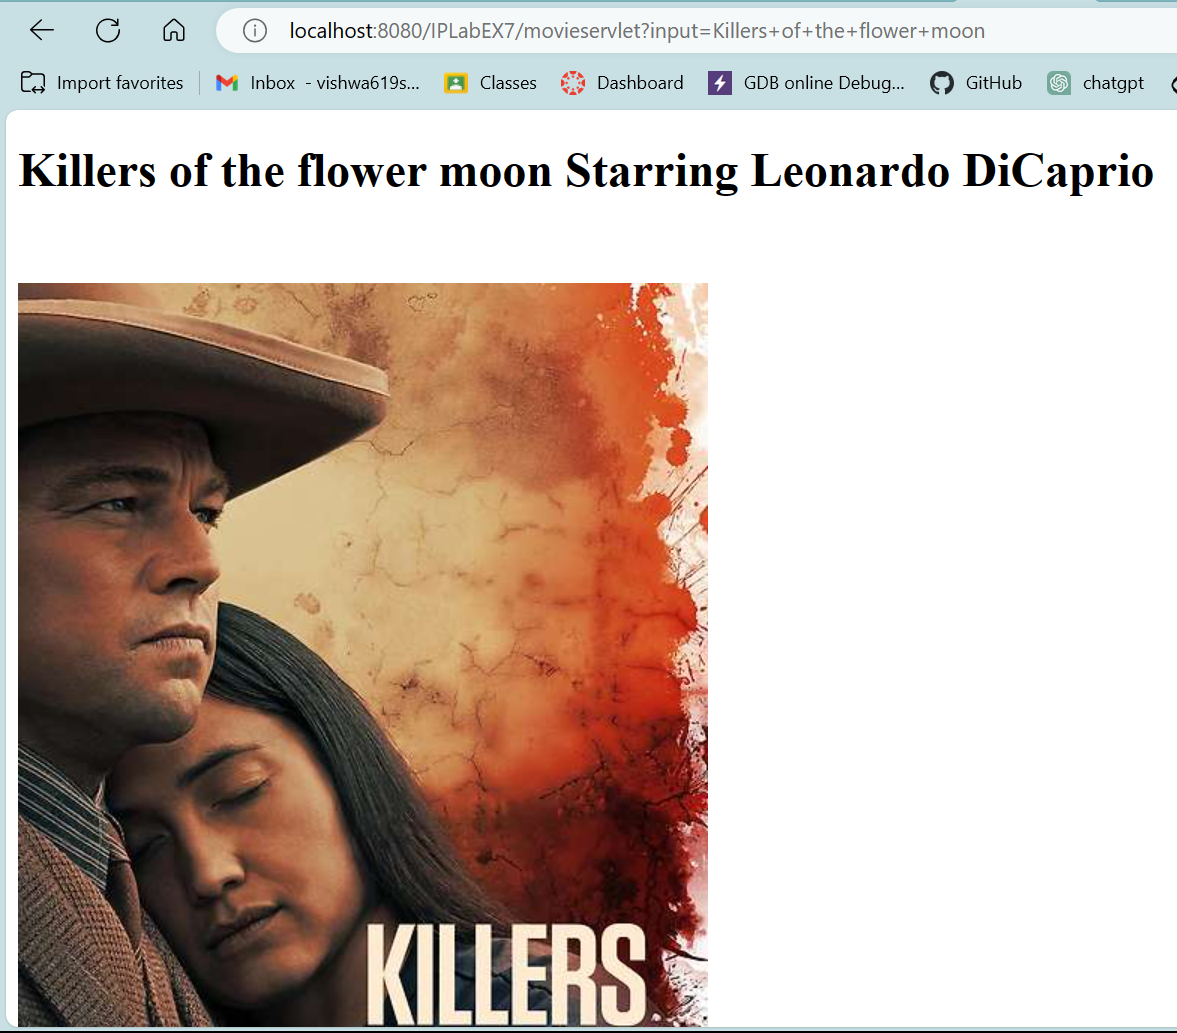 localhost:8080/IPLabEX7/movieservlet?input=Killers+of+the+flower+moon
Import favorites Inbox - vishwa619s... Classes Dashboard GDB online Debug... GitHub chatgpt
Killers of the flower moon Starring Leonardo DiCaprio
KILLERS